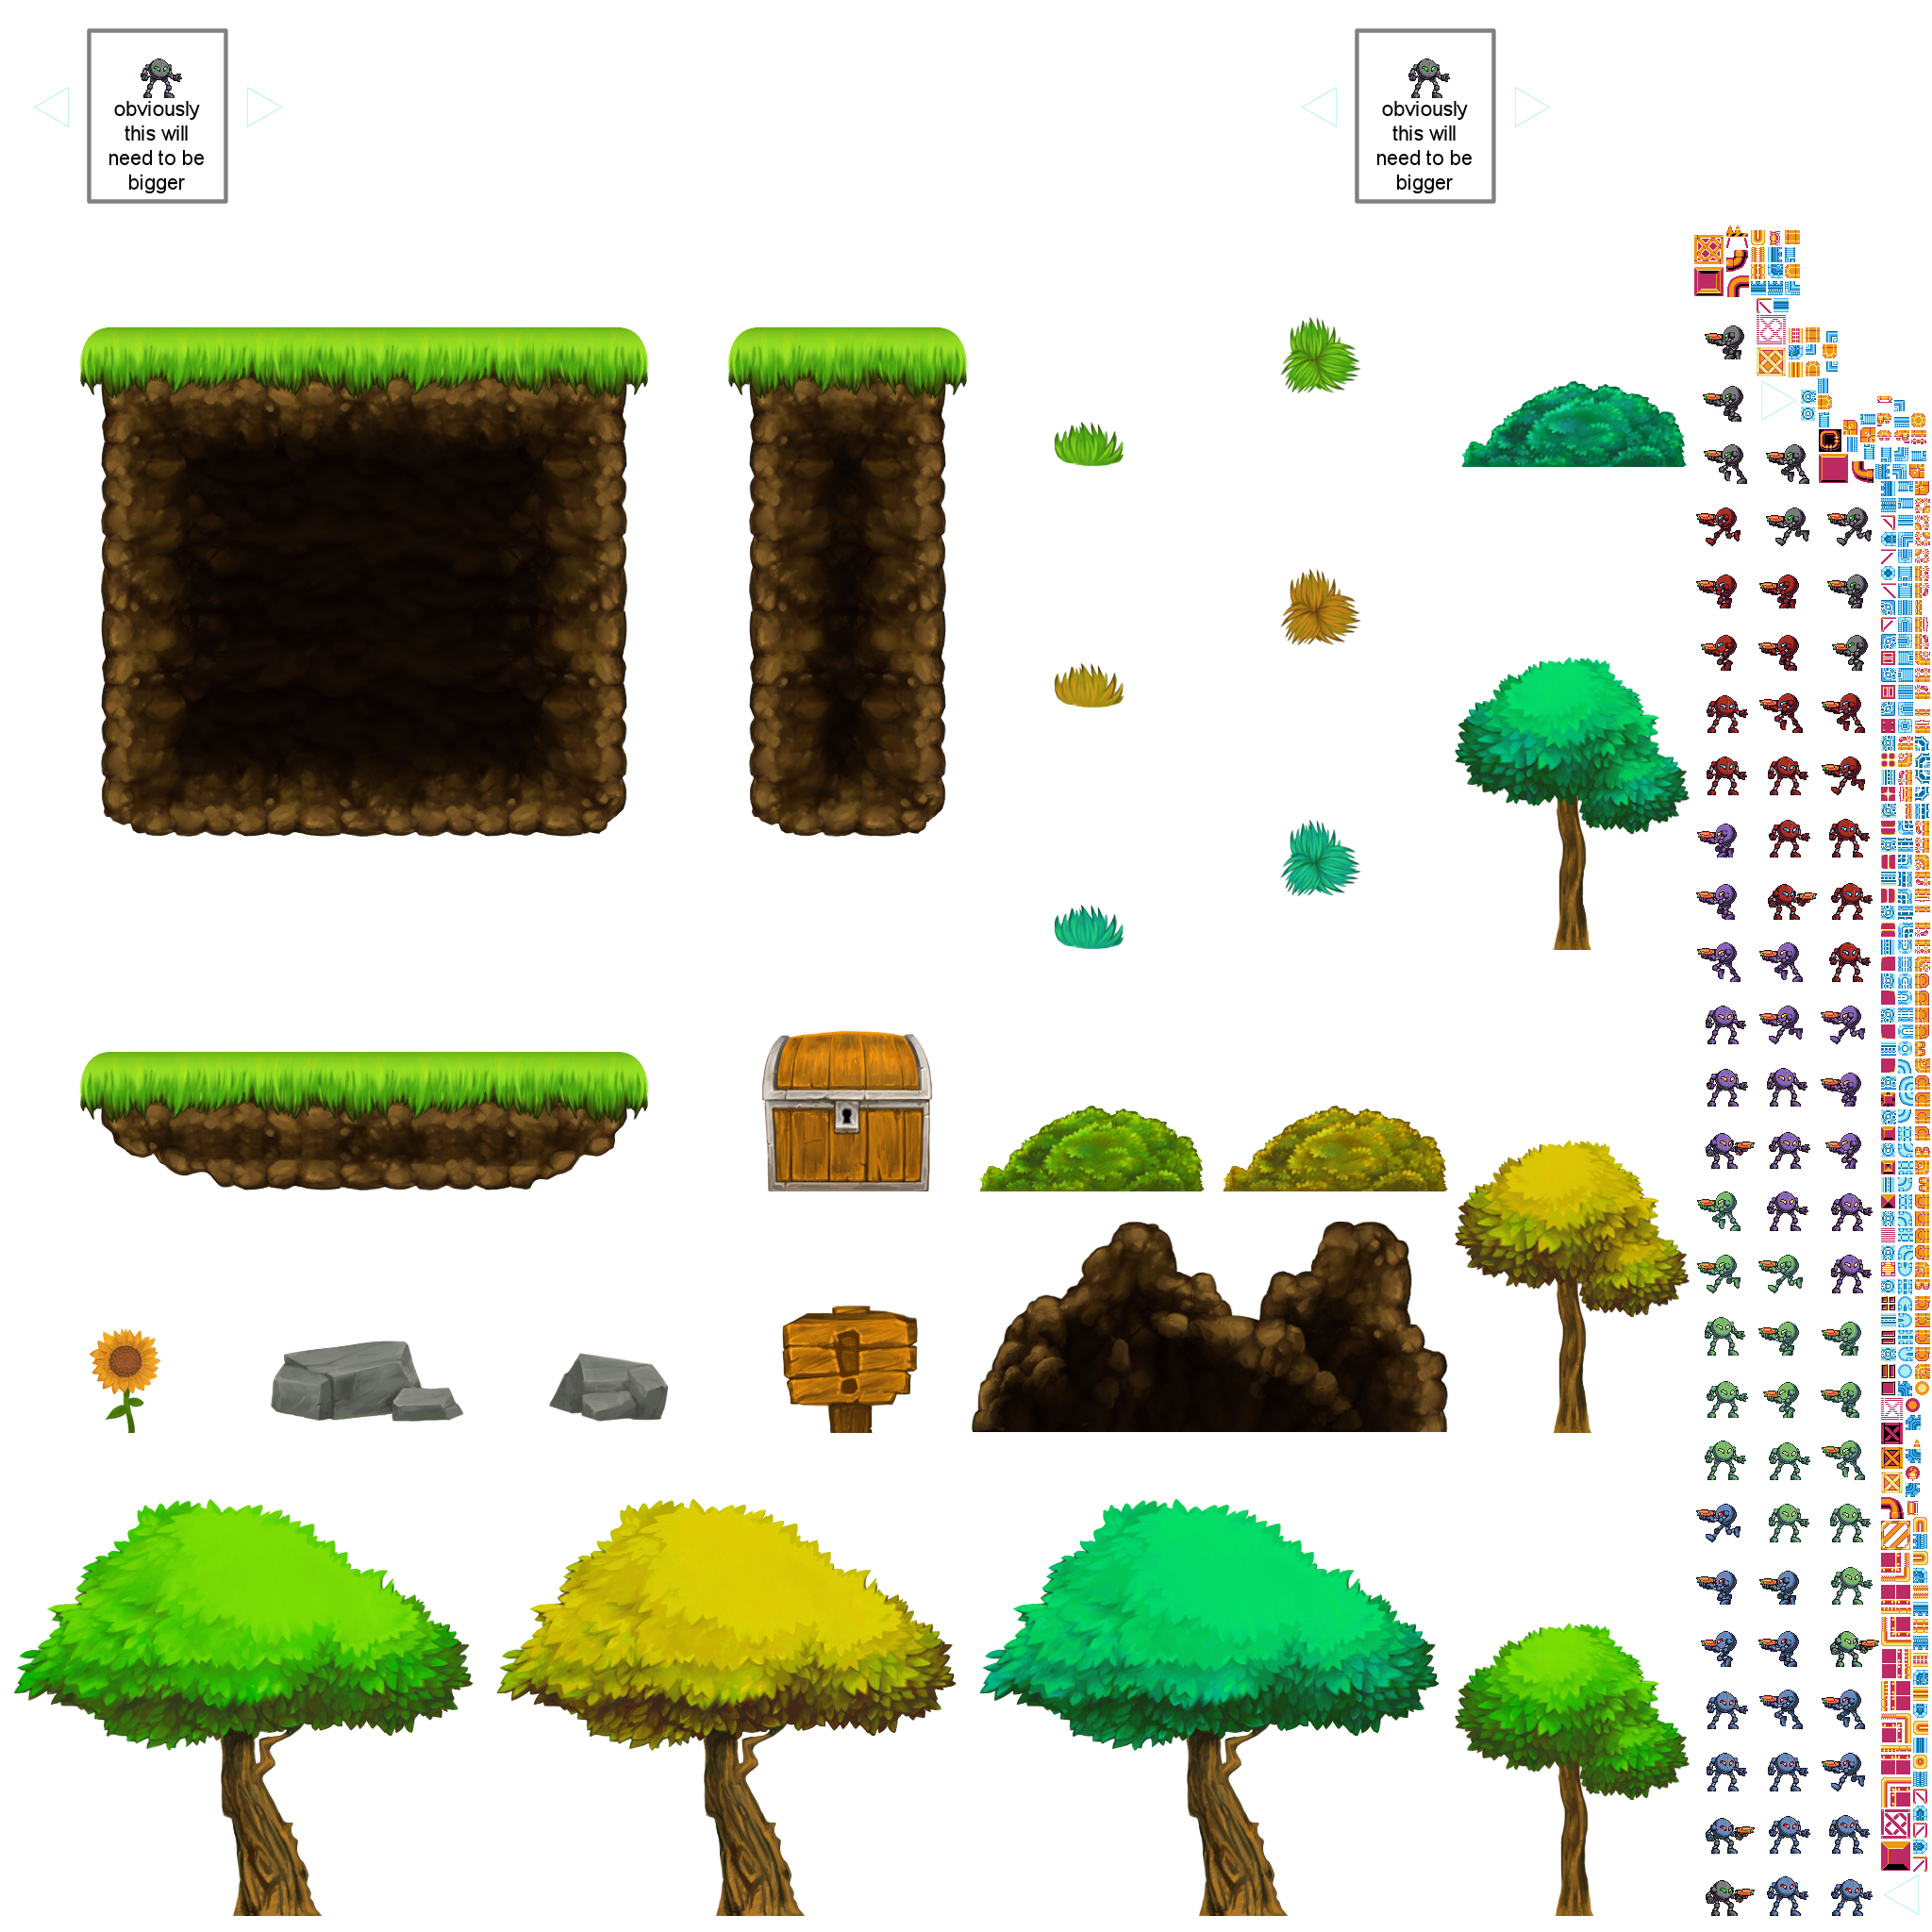 obviously
this will
need to be
bigger
obviously
this will
need to be
bigger